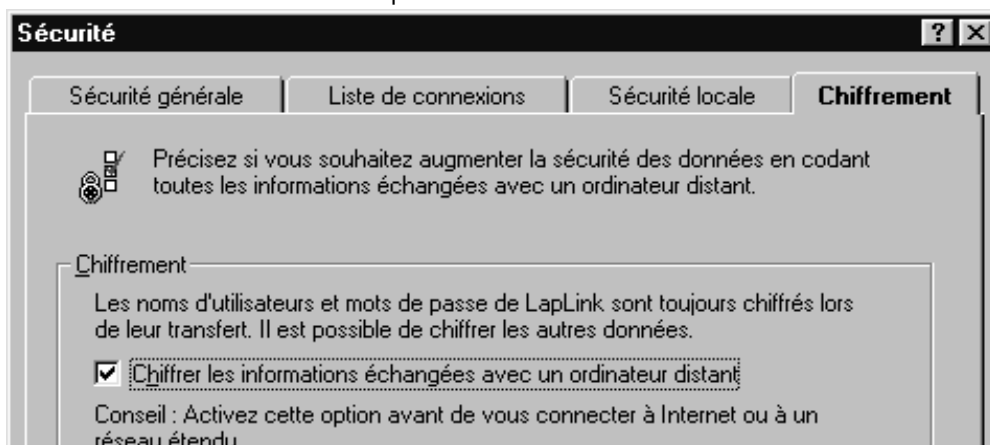 Sécurité
Sécurité générale
Liste de connexions
Sécurité locale
Chiffrement
Précisez si vous souhaitez augmenter la sécurité des données en codant
toutes les informations échangées avec un ordinateur distant.
Chiffrement
Les noms d'utilisateurs et mots de passe de LapLink sont toujours chiffrés lors
de leur transfert. Il est possible de chiffrer les autres données.
Chiffrer les informations échangées avec un ordinateur distant
Conseil : Activez cette option avant de vous connecter à Internet ou à un
réseau étendu.